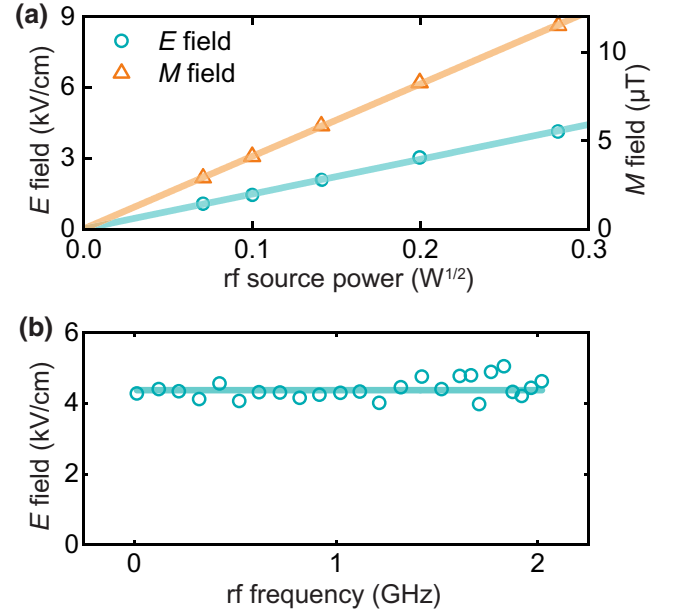 (a)
9
6
3
0
E field (kV/cm)
E field
M field
10
5
0
M field (μT)
0.0 0.1 0.2 0.3
rf source power (W^{1/2})
(b)
6
4
2
0
E field (kV/cm)
0 1 2
rf frequency (GHz)